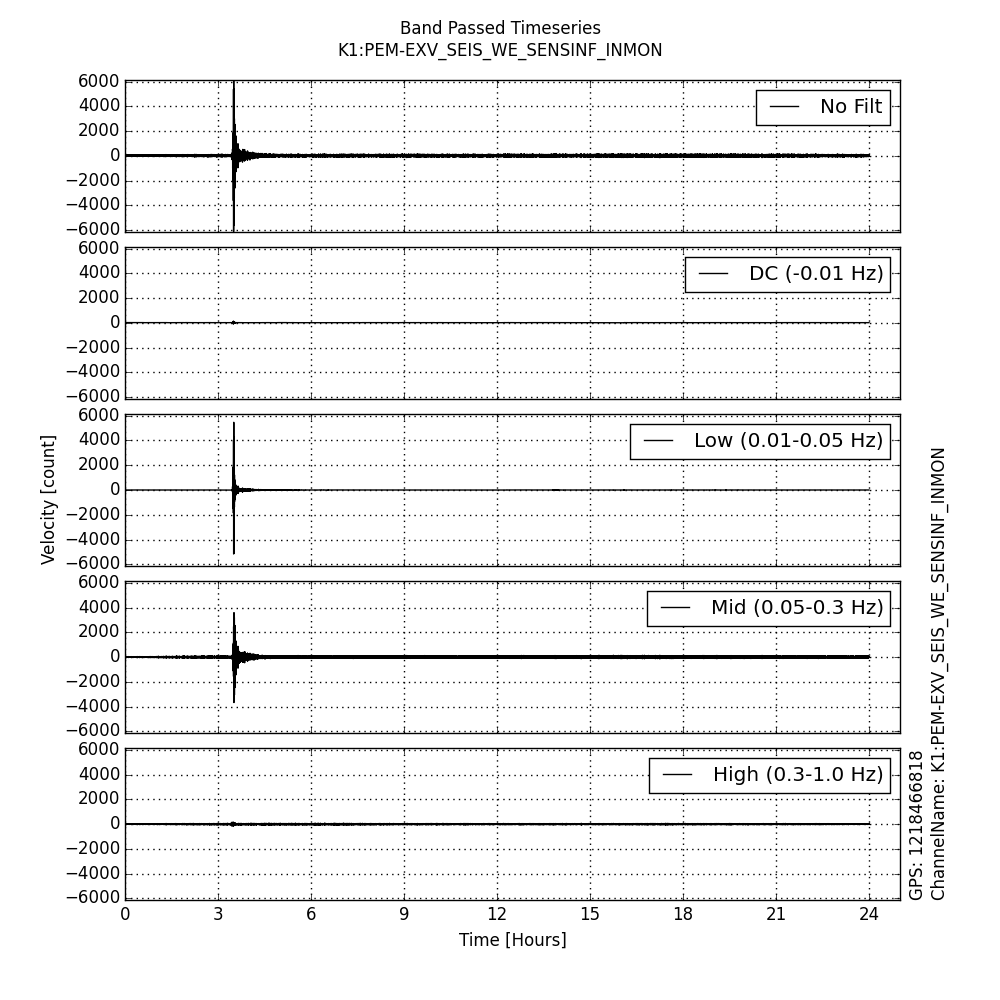 Band Passed Timeseries
K1:PEM-EXV_SEIS_WE_SENSINF_INMON
6000
4000
2000
0
−2000
−4000
−6000
No Filt
6000
4000
2000
0
−2000
−4000
−6000
DC (-0.01 Hz)
6000
4000
2000
0
−2000
−4000
−6000
Low (0.01-0.05 Hz)
6000
4000
2000
0
−2000
−4000
−6000
Mid (0.05-0.3 Hz)
6000
4000
2000
0
−2000
−4000
−6000
High (0.3-1.0 Hz)
0 3 6 9 12 15 18 21 24
Time [Hours]
Velocity [count]
GPS: 1218466818
ChannelName: K1:PEM-EXV_SEIS_WE_SENSINF_INMON